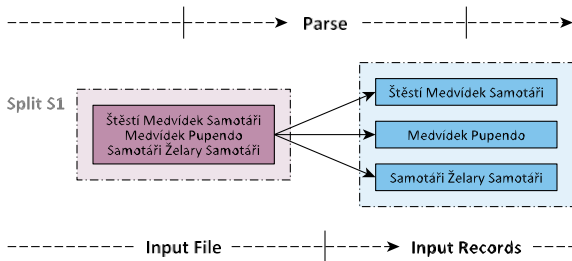 Parse
Split S1
Štěstí Medvídek Samotáři
Medvídek Pupendo
Samotáři Želary Samotáři
Štěstí Medvídek Samotáři
Medvídek Pupendo
Samotáři Želary Samotáři
Input File
Input Records